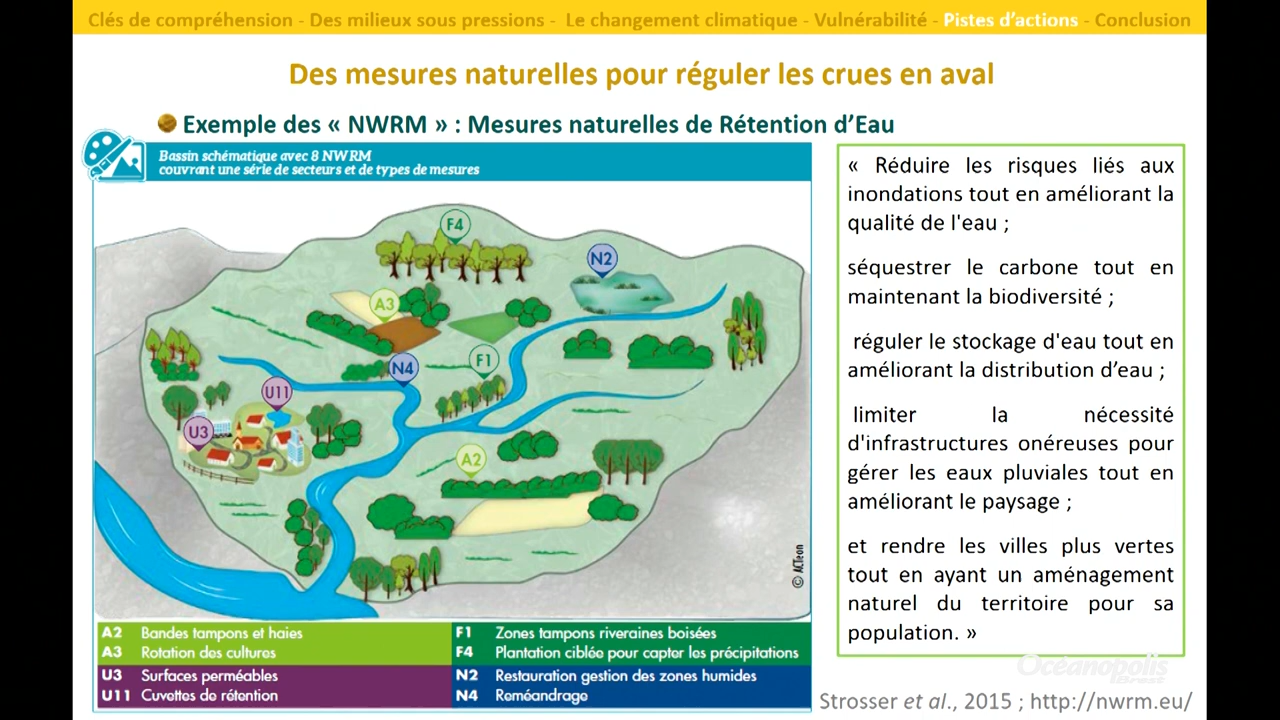 Clés de compréhension - Des milieux sous pressions - Le changement climatique - Vulnérabilité - Pistes d'actions - Conclusion
Des mesures naturelles pour réguler les crues en aval
Exemple des « NWRM » : Mesures naturelles de Rétention d'Eau
Bassin schématique avec 8 NWRM
couvrant une série de secteurs et de types de mesures
F4
N2
A3
F1
N4
U11
U3
A2
© ACTeon
A2 Bandes tampons et haies
A3 Rotation des cultures
U3 Surfaces perméables
U11 Cuvettes de rétention
F1 Zones tampons riveraines boisées
F4 Plantation ciblée pour capter les précipitations
N2 Restauration gestion des zones humides
N4 Reméandrage
« Réduire les risques liés aux
inondations tout en améliorant la
qualité de l'eau ;
séquestrer le carbone tout en
maintenant la biodiversité ;
réguler le stockage d'eau tout en
améliorant la distribution d'eau ;
limiter la nécessité
d'infrastructures onéreuses pour
gérer les eaux pluviales tout en
améliorant le paysage ;
et rendre les villes plus vertes
tout en ayant un aménagement
naturel du territoire pour sa
population. »
Océanopolis
Brest
Strosser et al., 2015 ; http://nwrm.eu/